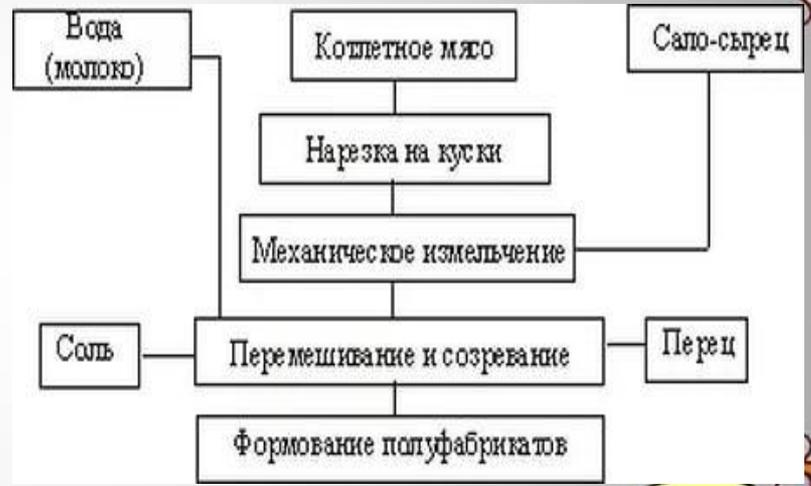 Вода
(молоко)
Котлетное мясо
Сало-сырец
Нарезка на куски
Механическое измельчение
Соль
Перемешивание и созревание
Перец
Формование полуфабрикатов